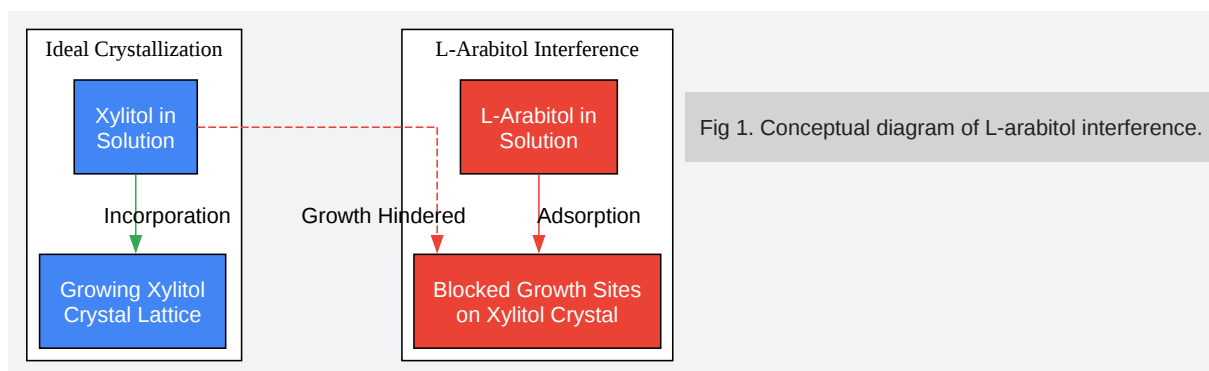 Ideal Crystallization
Xylitol in
Solution
Incorporation
Growing Xylitol
Crystal Lattice
Growth Hindered
L-Arabitol Interference
L-Arabitol in
Solution
Adsorption
Blocked Growth Sites
on Xylitol Crystal
Fig 1. Conceptual diagram of L-arabitol interference.